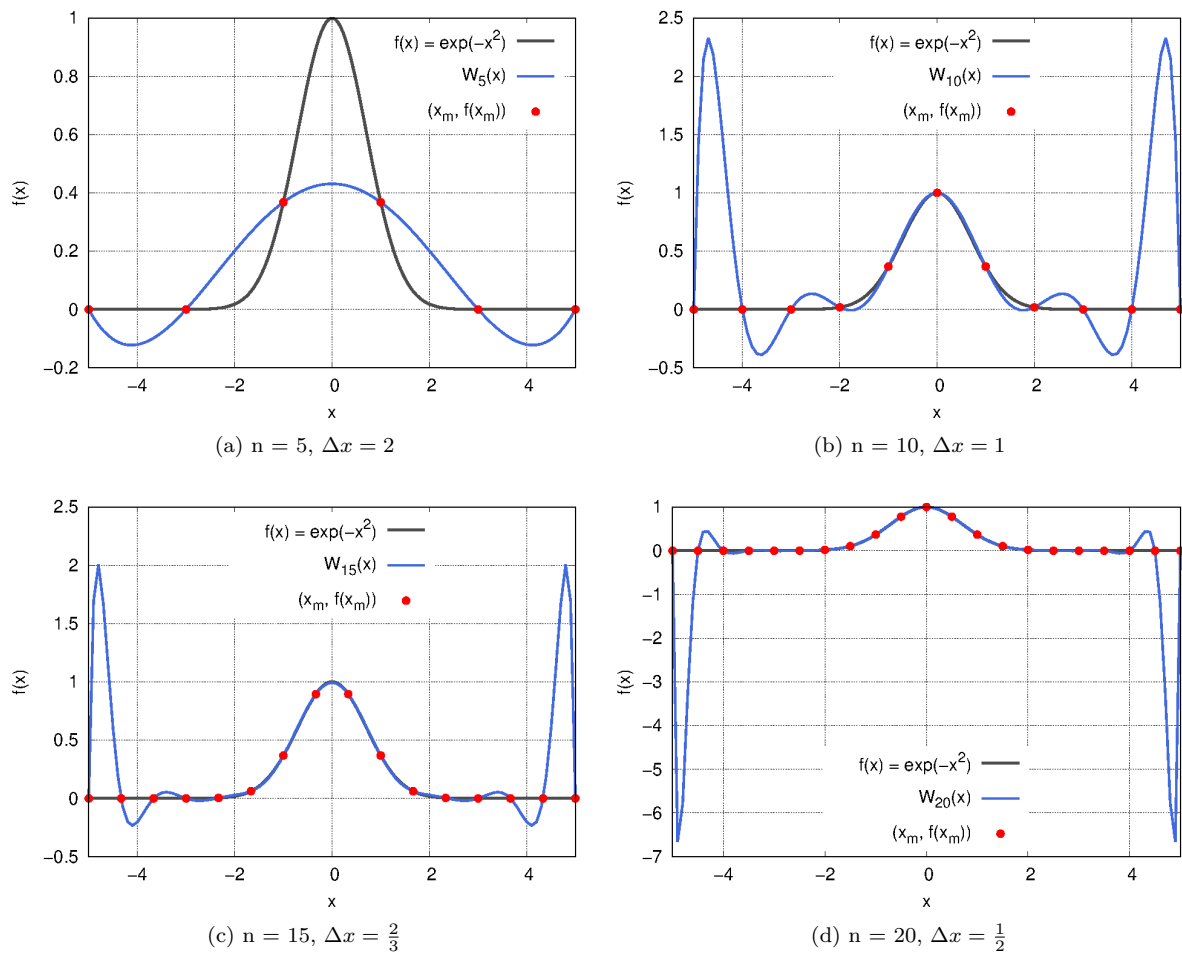 f(x) = exp(−x²)
W₅(x)
(xₘ, f(xₘ))
1
0.8
0.6
0.4
0.2
0
−0.2
f(x)
−4 −2 0 2 4
x
(a) n = 5, Δx = 2
f(x) = exp(−x²)
W₁₀(x)
(xₘ, f(xₘ))
2.5
2
1.5
1
0.5
0
−0.5
f(x)
−4 −2 0 2 4
x
(b) n = 10, Δx = 1
f(x) = exp(−x²)
W₁₅(x)
(xₘ, f(xₘ))
2.5
2
1.5
1
0.5
0
−0.5
f(x)
−4 −2 0 2 4
x
(c) n = 15, Δx = 2/3
1
0
−1
−2
−3
−4
−5
−6
−7
f(x)
f(x) = exp(−x²)
W₂₀(x)
(xₘ, f(xₘ))
−4 −2 0 2 4
x
(d) n = 20, Δx = 1/2